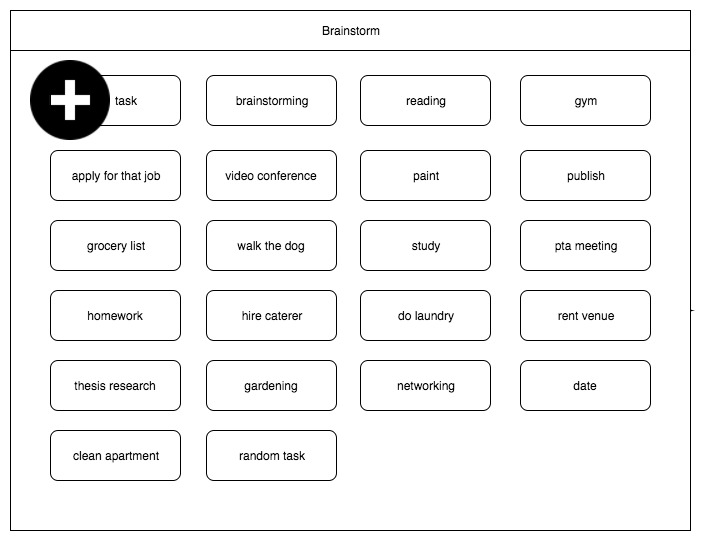 Brainstorm
task
brainstorming
reading
gym
apply for that job
video conference
paint
publish
grocery list
walk the dog
study
pta meeting
homework
hire caterer
do laundry
rent venue
thesis research
gardening
networking
date
clean apartment
random task